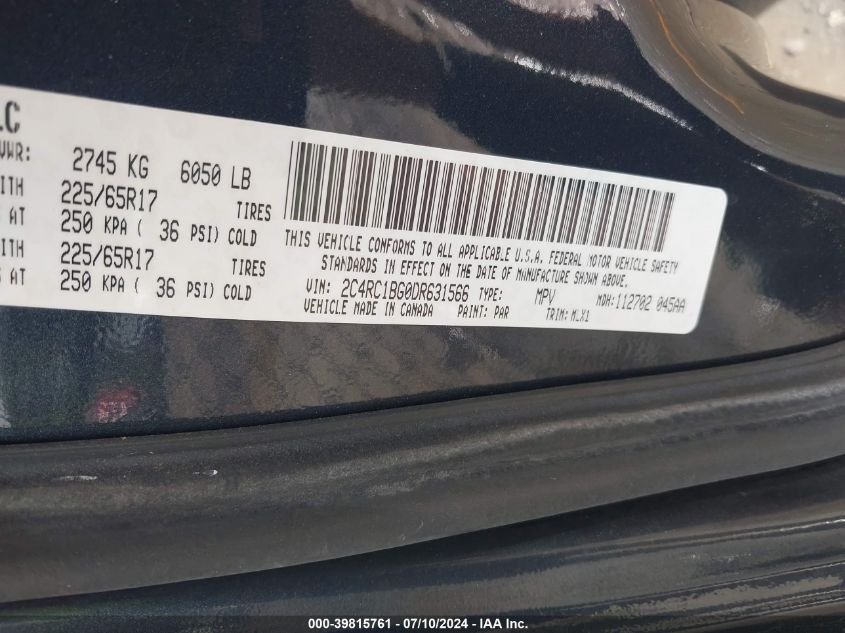 LC
VWR: 2745 KG 6050 LB
ITH 225/65R17 TIRES
AT 250 KPA ( 36 PSI) COLD
ITH 225/65R17 TIRES
S AT 250 KPA ( 36 PSI) COLD
THIS VEHICLE CONFORMS TO ALL APPLICABLE U.S.A. FEDERAL MOTOR VEHICLE SAFETY
STANDARDS IN EFFECT ON THE DATE OF MANUFACTURE SHOWN ABOVE.
VIN: 2C4RC1BG0DR631566 TYPE: MPV MDH: 112702 045AA
VEHICLE MADE IN CANADA PAINT: PAR TRIM: MLX1
000-39815761 - 07/10/2024 - IAA Inc.